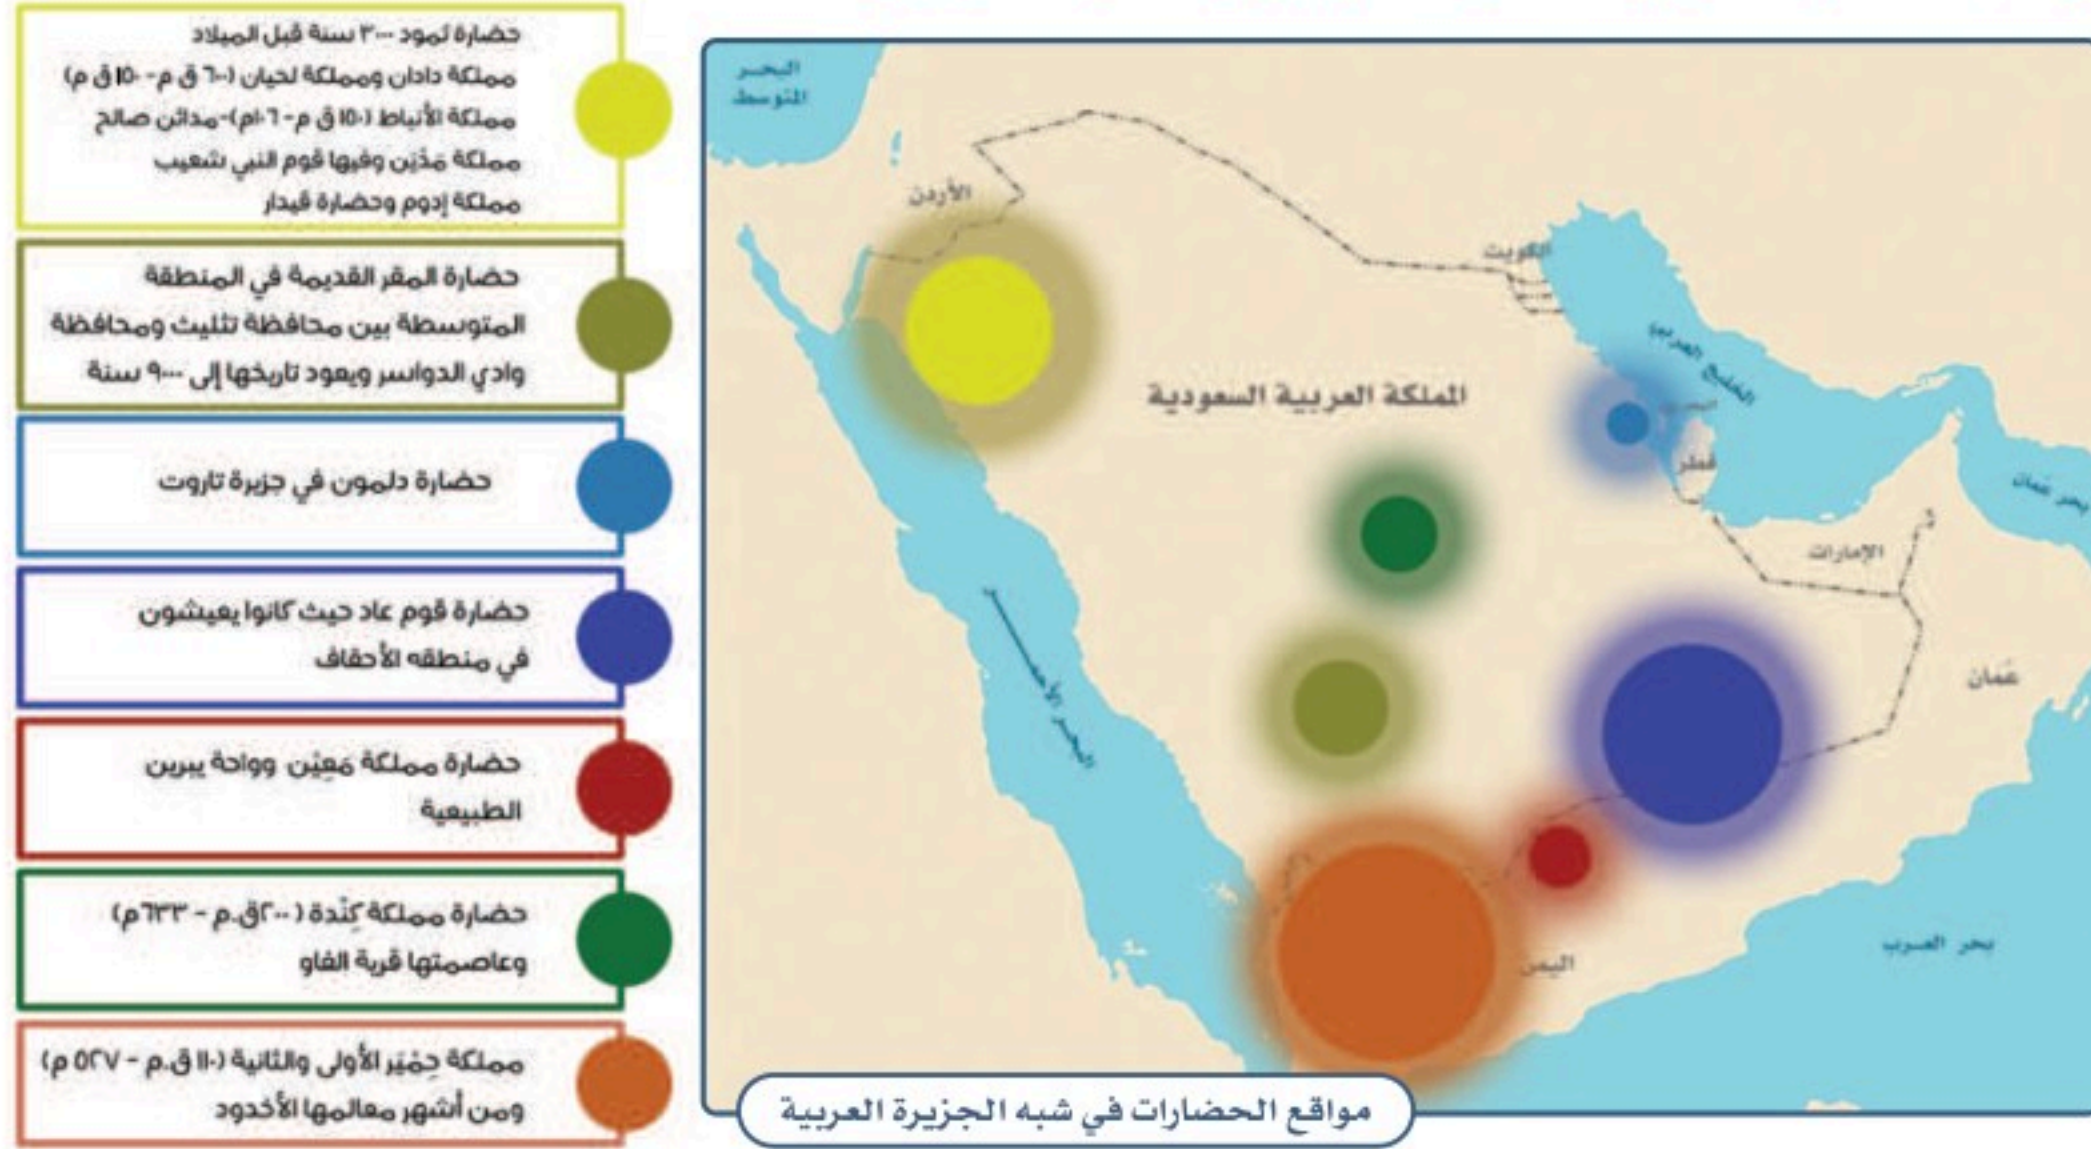 حضارة ثمود ٣٠٠٠ سنة قبل الميلاد
مملكة دادان ومملكة لحيان (٦٠٠ ق م- ١٥٠ ق م)
مملكة الأنباط (١٥٠ ق م- ١٠٦م)-مدائن صالح
مملكة مَدْيَن وفيها قوم النبي شعيب
مملكة إدوم وحضارة قيدار
حضارة المقر القديمة في المنطقة
المتوسطة بين محافظة تثليث ومحافظة
وادي الدواسر ويعود تاريخها إلى ٩٠٠٠ سنة
حضارة دلمون في جزيرة تاروت
حضارة قوم عاد حيث كانوا يعيشون
في منطقه الأحقاف
حضارة مملكة مَعِيْن وواحة يبرين
الطبيعية
حضارة مملكة كِنْدة (٢٠٠ق.م - ٦٣٣م)
وعاصمتها قرية الفاو
مملكة حِمْيَر الأولى والثانية (١١٠ ق.م - ٥٢٧ م)
ومن أشهر معالمها الأخدود
البحر
المتوسط
الأردن
الكويت
الخليج العربي
المملكة العربية السعودية
قطر
بحر عُمان
الإمارات
عُمان
البحر الأحمر
اليمن
بحر العرب
مواقع الحضارات في شبه الجزيرة العربية